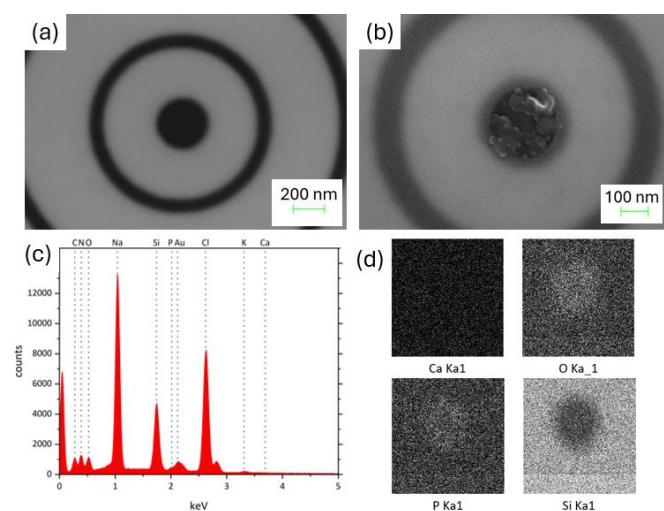 (a)
200 nm
(b)
100 nm
(c)
C N O Na Si P Au Cl K Ca
counts
12000
10000
8000
6000
4000
2000
0
0 1 2 3 4 5
keV
(d)
Ca Ka1
O Ka_1
P Ka1
Si Ka1